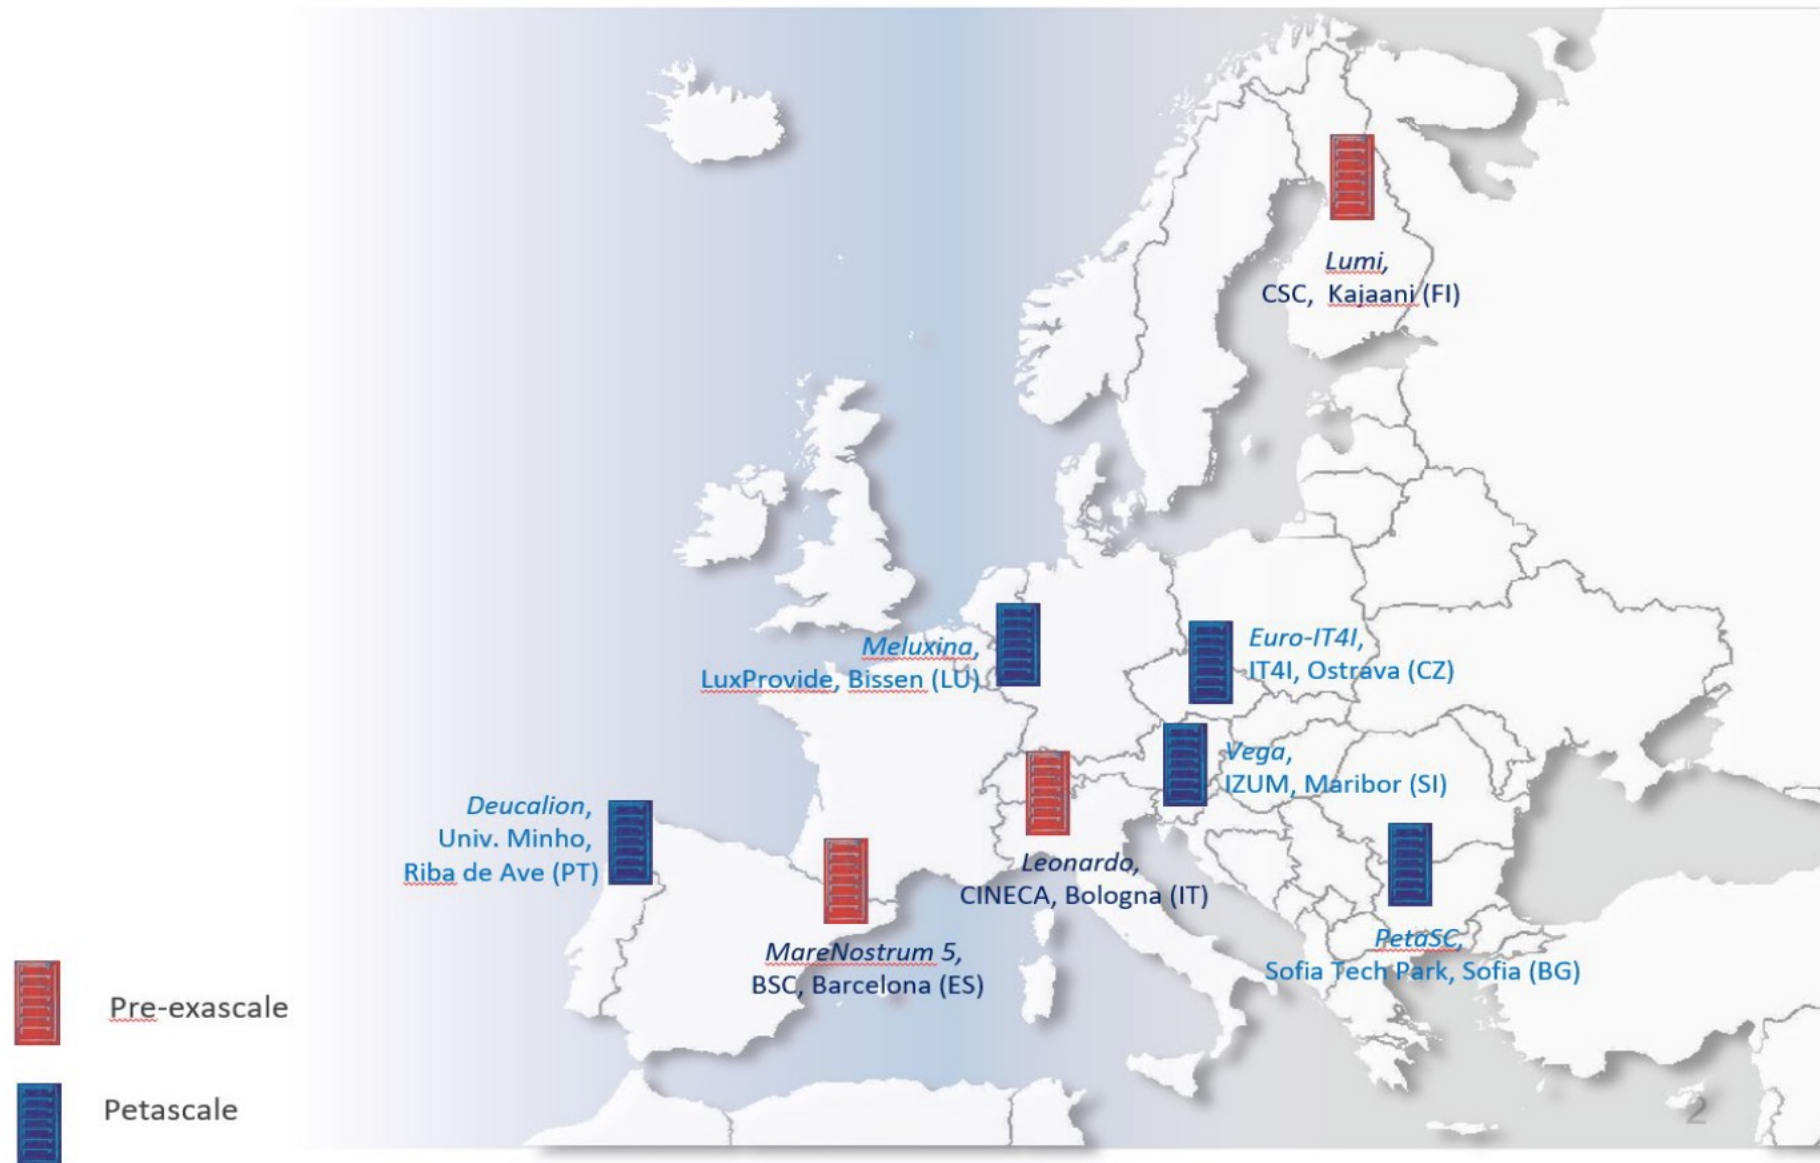 Lumi,
CSC, Kajaani (FI)
Meluxina,
LuxProvide, Bissen (LU)
Euro-IT4I,
IT4I, Ostrava (CZ)
Vega,
IZUM, Maribor (SI)
Deucalion,
Univ. Minho,
Riba de Ave (PT)
Leonardo,
CINECA, Bologna (IT)
MareNostrum 5,
BSC, Barcelona (ES)
PetaSC,
Sofia Tech Park, Sofia (BG)
Pre-exascale
Petascale
2